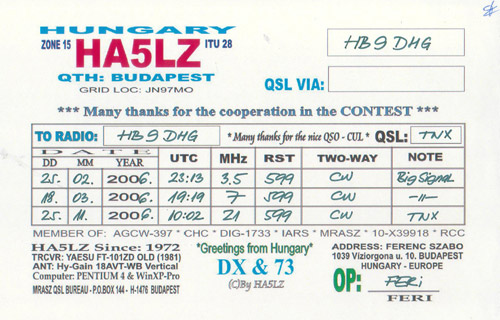 HUNGARY
ZONE 15 HA5LZ ITU 28
QTH: BUDAPEST
GRID LOC: JN97MO
HB9DHG
QSL VIA:
*** Many thanks for the cooperation in the CONTEST ***
TO RADIO: HB9DHG *Many thanks for the nice QSO - CUL* QSL: TNX
DATE
DD MM YEAR UTC MHz RST TWO-WAY NOTE
25. 02. 2006. 23:13 3,5 599 CW Big Signal
18. 03. 2006. 19:19 7 599 CW -"-
25. 11. 2006. 10:02 21 599 CW TNX
MEMBER OF: AGCW-397 * CHC * DIG-1733 * IARS * MRASZ * 10-X39918 * RCC
HA5LZ Since: 1972
TRCVR: YAESU FT-101ZD OLD (1981)
ANT: Hy-Gain 18AVT-WB Vertical
Computer: PENTIUM 4 & WinXP-Pro
MRASZ QSL BUREAU - P.O.BOX 144 - H-1476 BUDAPEST
*Greetings from Hungary*
DX & 73
(C)By HA5LZ
ADDRESS: FERENC SZABO
1039 Viziorgona u. 10. BUDAPEST
HUNGARY - EUROPE
OP: FERI
FERI